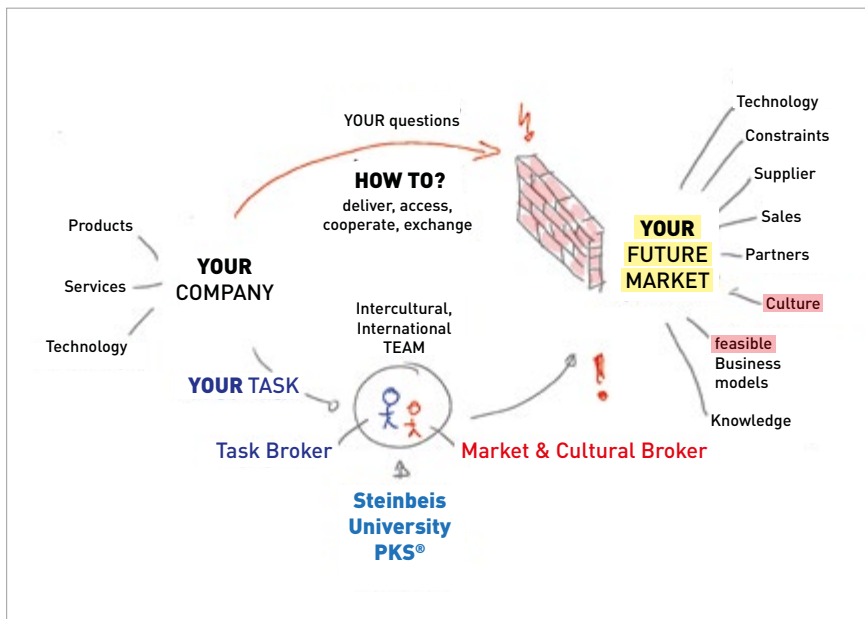 YOUR questions
HOW TO?
deliver, access,
cooperate, exchange
Products
Services
Technology
YOUR
COMPANY
Intercultural,
International
TEAM
YOUR TASK
Task Broker
Market & Cultural Broker
Steinbeis
University
PKS®
YOUR
FUTURE
MARKET
Technology
Constraints
Supplier
Sales
Partners
Culture
feasible
Business
models
Knowledge
!